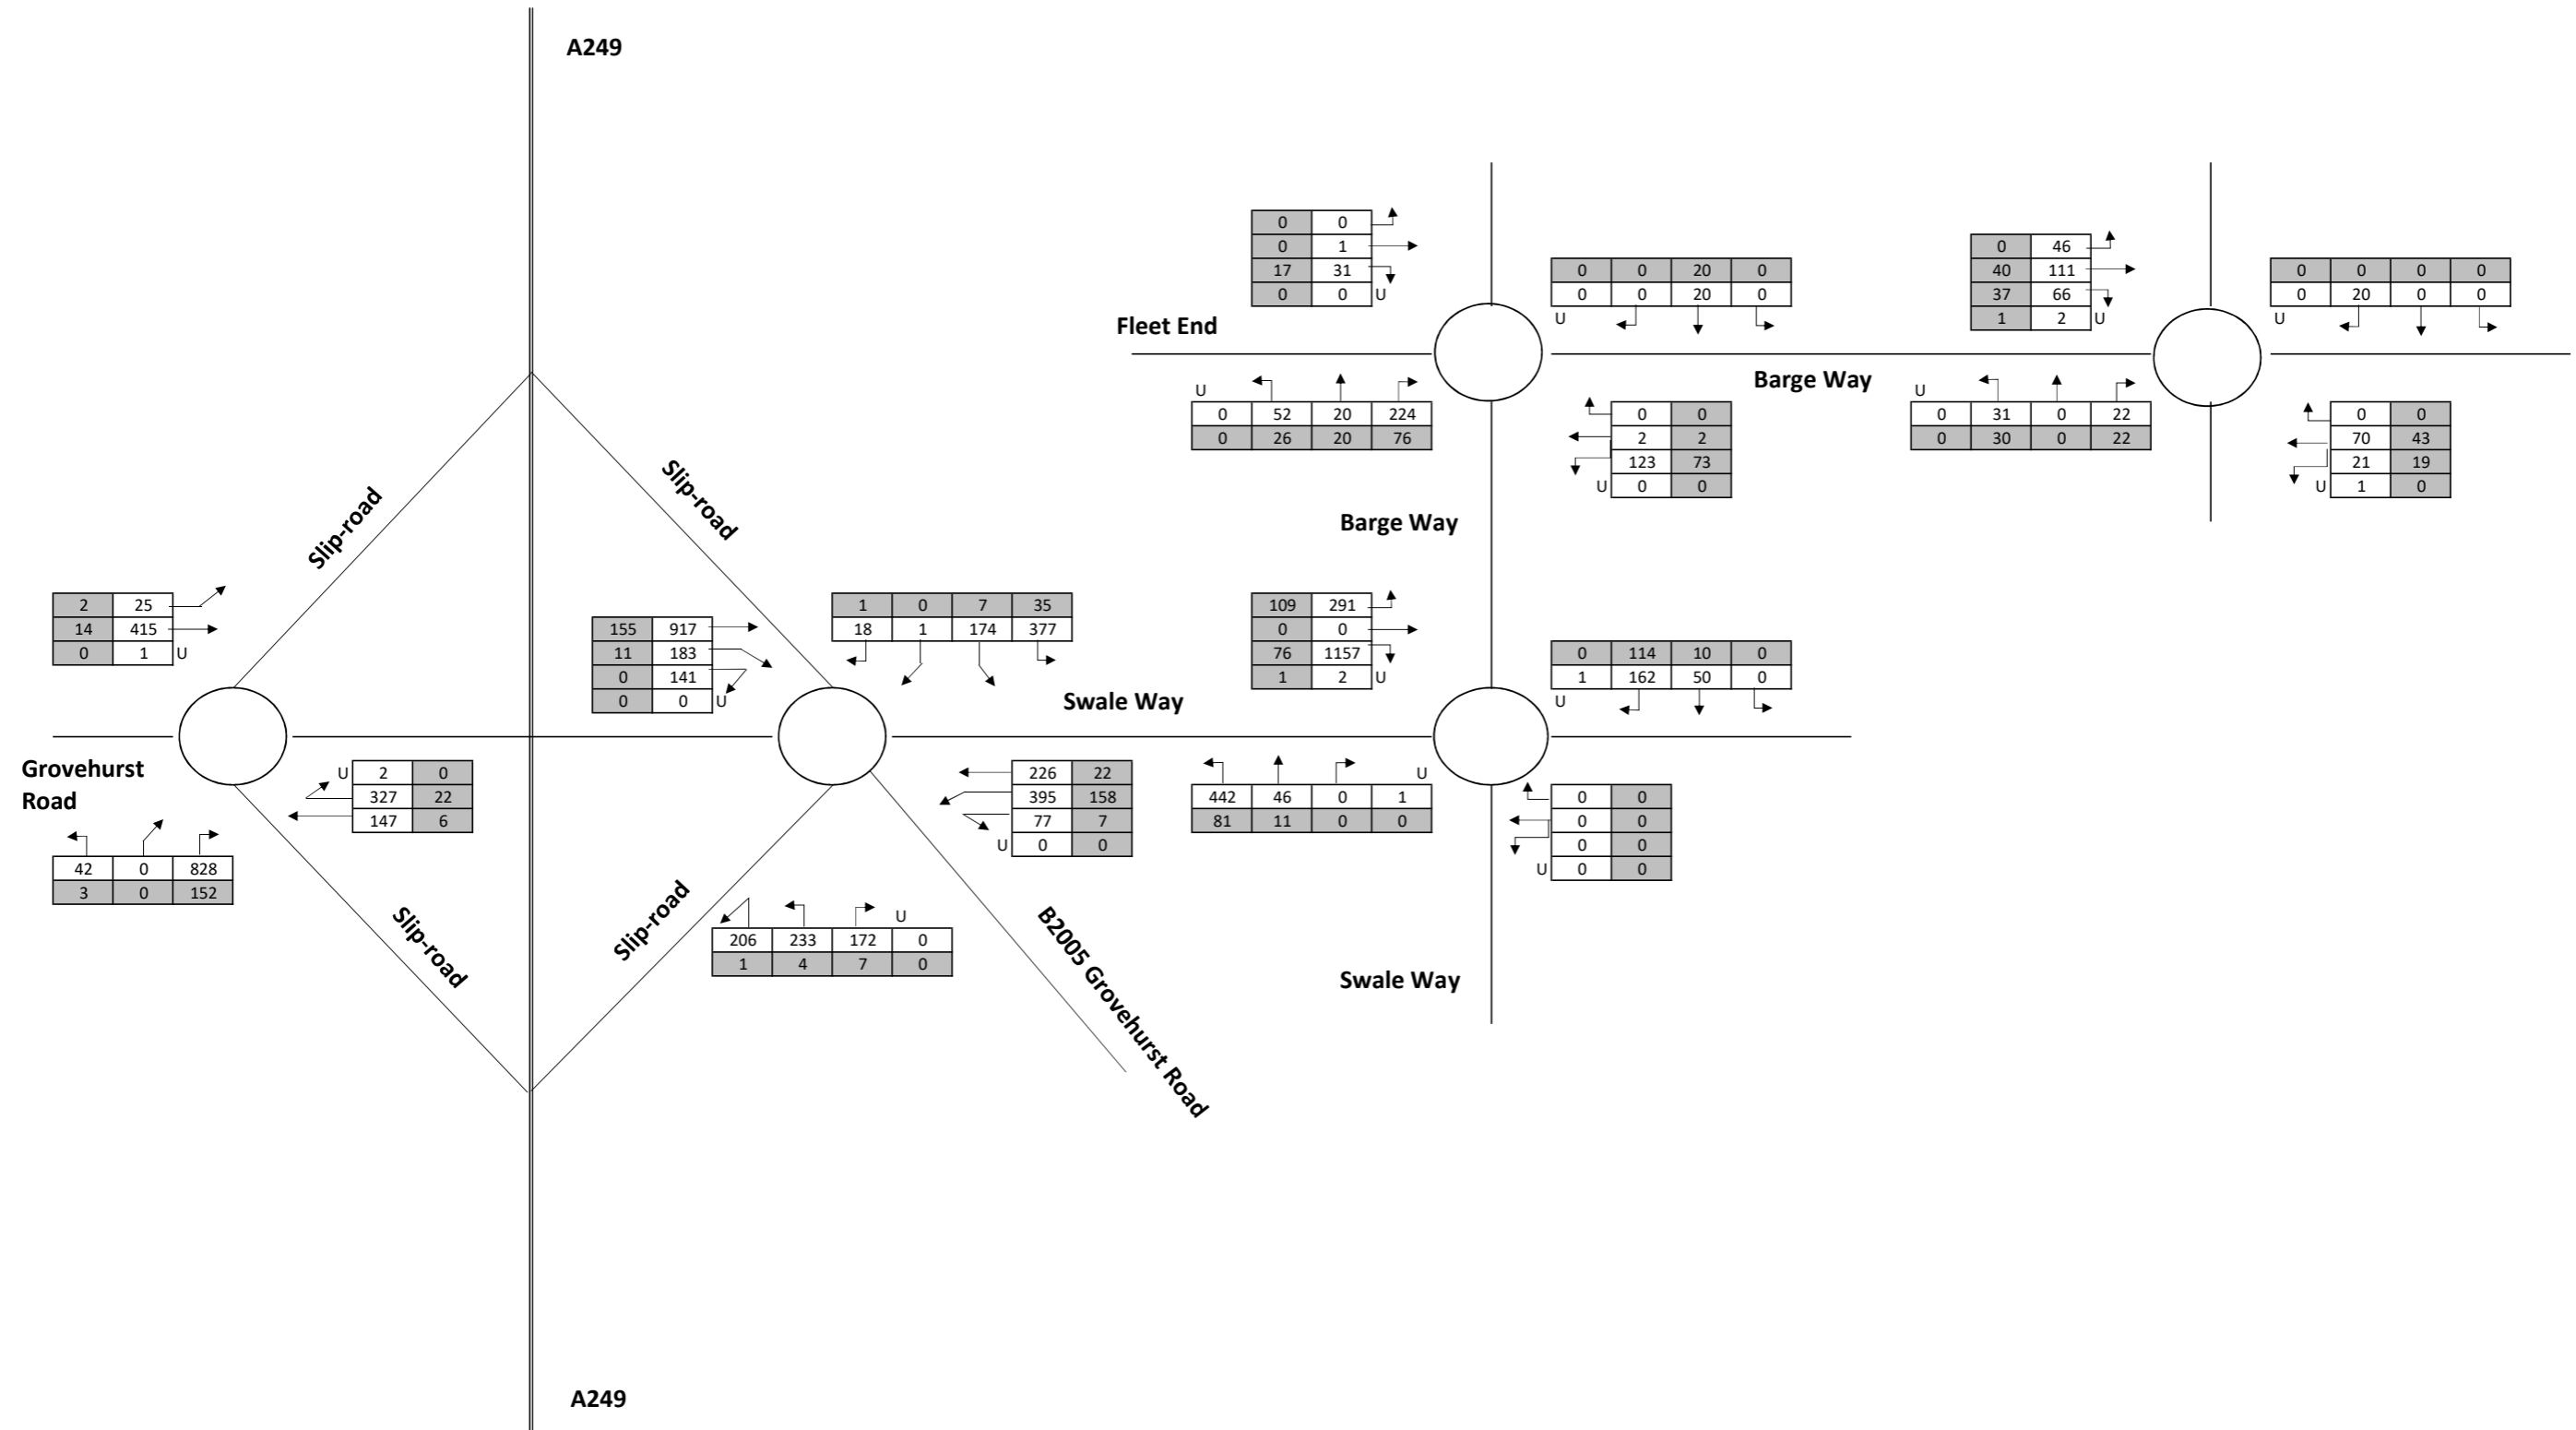 A249
0 0
0 1
17 31
0 0 U
0 0 20 0
0 0 20 0
U
0 46
40 111
37 66
1 2 U
0 0 0 0
0 20 0 0
U
Fleet End
Barge Way
U
0 52 20 224
0 26 20 76
0 0
2 2
123 73
U 0 0
U
0 31 0 22
0 30 0 22
0 0
70 43
21 19
U 1 0
Slip-road
Slip-road
Barge Way
2 25
14 415
0 1 U
155 917
11 183
0 141
0 0 U
1 0 7 35
18 1 174 377
109 291
0 0
76 1157
1 2 U
0 114 10 0
1 162 50 0
U
Swale Way
Grovehurst
Road
U 2 0
327 22
147 6
42 0 828
3 0 152
226 22
395 158
77 7
U 0 0
U
442 46 0 1
81 11 0 0
0 0
0 0
0 0
U 0 0
Slip-road
Slip-road
U
206 233 172 0
1 4 7 0
B2005 Grovehurst Road
Swale Way
A249